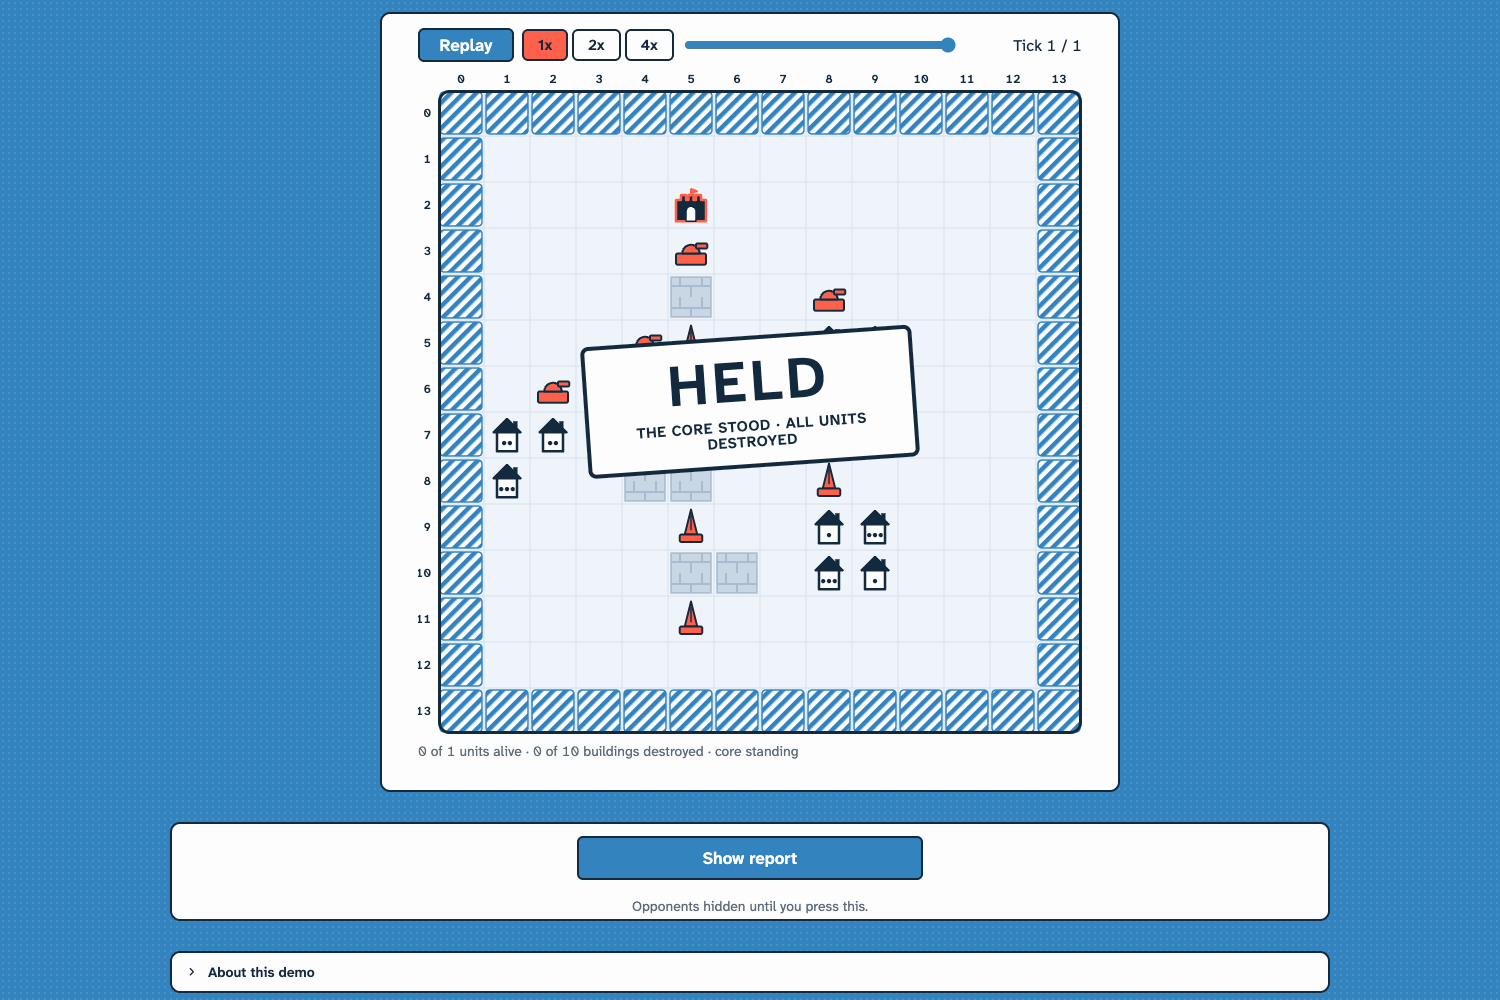 Replay 1x 2x 4x Tick 1 / 1
0 1 2 3 4 5 6 7 8 9 10 11 12 13
0
1
2
3
4
5
6
7
8
9
10
11
12
13
HELD
THE CORE STOOD · ALL UNITS
DESTROYED
0 of 1 units alive · 0 of 10 buildings destroyed · core standing
Show report
Opponents hidden until you press this.
About this demo